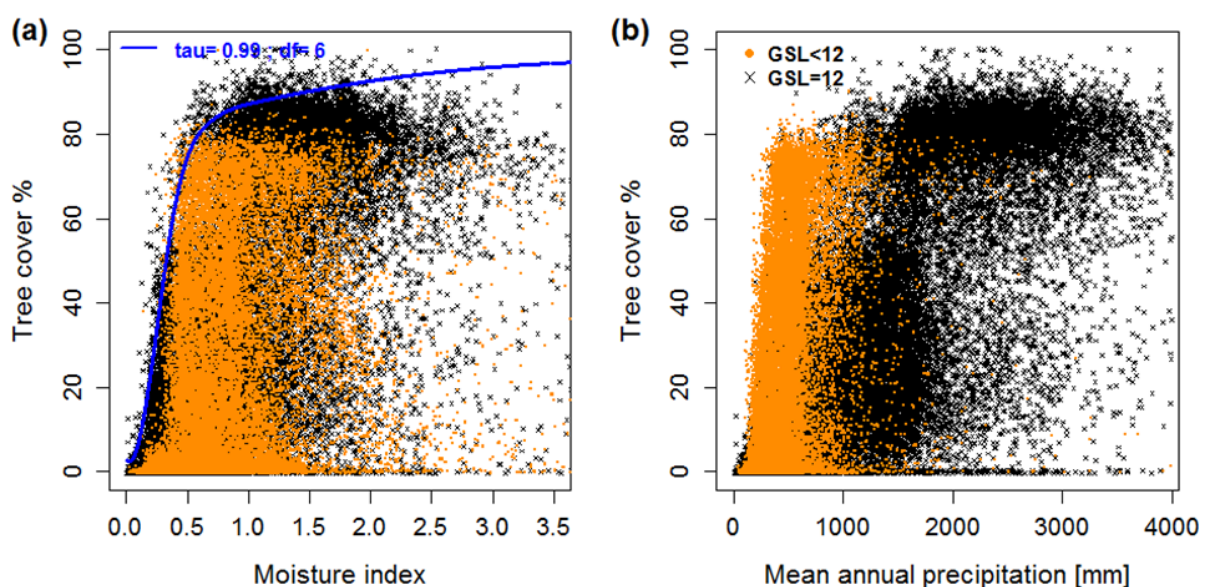 (a)
tau= 0.99 , df= 6
Tree cover %
0
20
40
60
80
100
0.0 0.5 1.0 1.5 2.0 2.5 3.0 3.5
Moisture index
(b)
GSL<12
GSL=12
Tree cover %
0
20
40
60
80
100
0 1000 2000 3000 4000
Mean annual precipitation [mm]